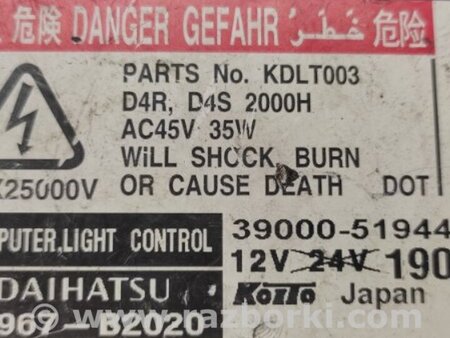 危険 DANGER GEFAHR خطر 危险
PARTS No. KDLT003
D4R, D4S 2000H
AC45V 35W
WILL SHOCK, BURN
X25000V OR CAUSE DEATH DOT
PUTER, LIGHT CONTROL 39000-51944
12V 24V 190
DAIHATSU KOITO Japan
967-B2020
www.razborki.com